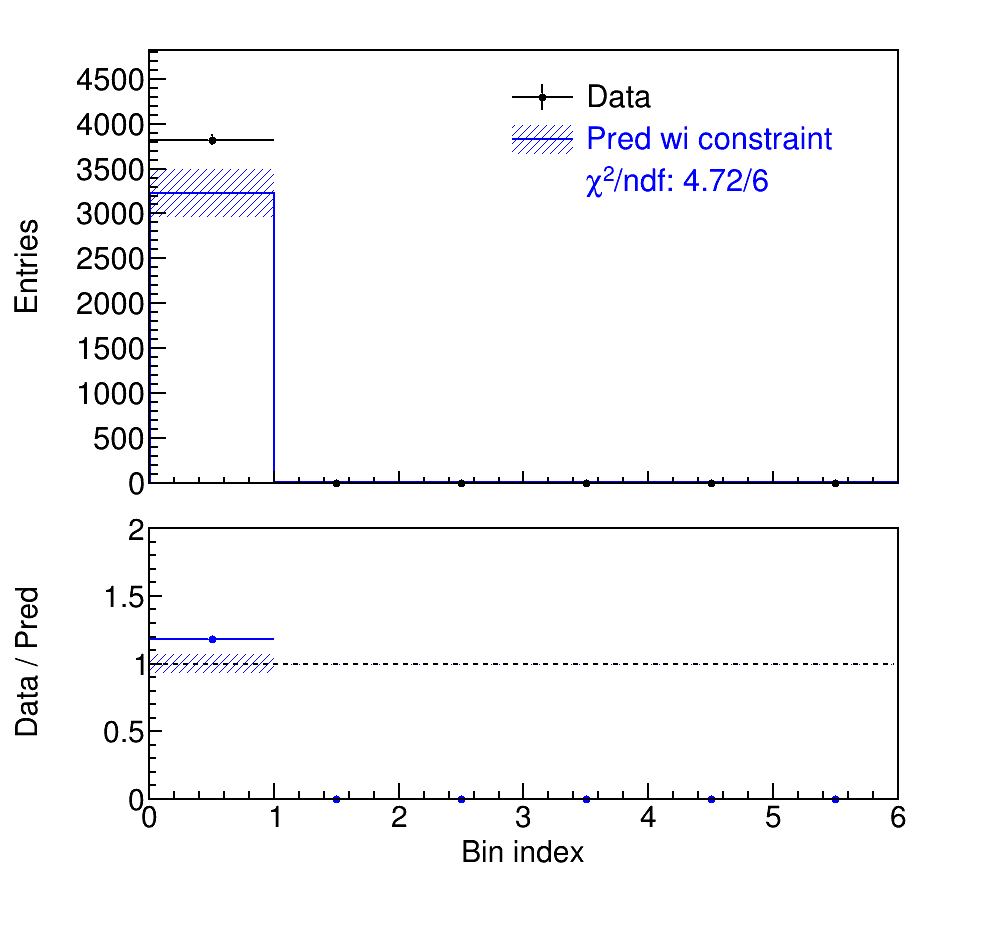 Entries
4500
4000
3500
3000
2500
2000
1500
1000
500
0
Data
Pred wi constraint
χ²/ndf: 4.72/6
Data / Pred
2
1.5
1
0.5
0
0 1 2 3 4 5 6
Bin index